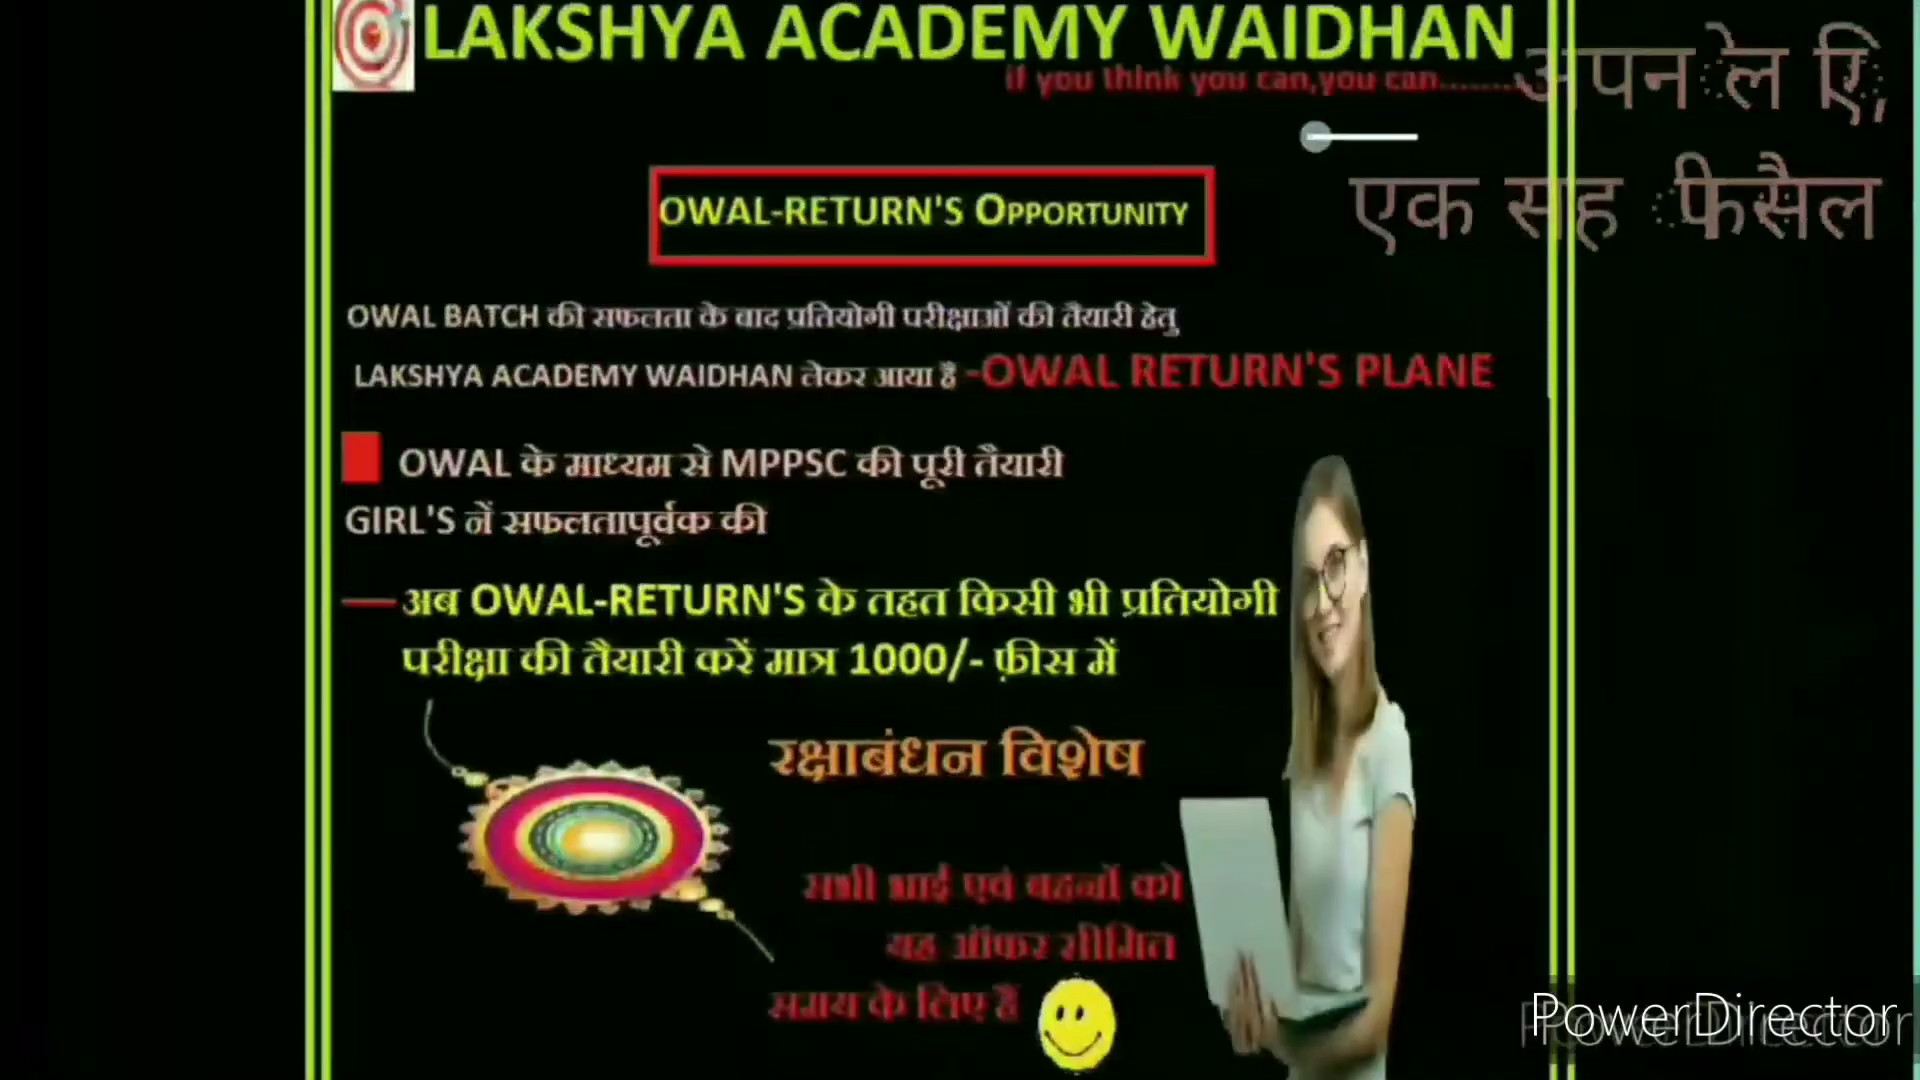 LAKSHYA ACADEMY WAIDHAN
if you think you can,you can........
OWAL-RETURN'S OPPORTUNITY
OWAL BATCH की सफलता के बाद प्रतियोगी परीक्षाओं की तैयारी हेतु
LAKSHYA ACADEMY WAIDHAN लेकर आया है -OWAL RETURN'S PLANE
OWAL के माध्यम से MPPSC की पूरी तैयारी
GIRL'S नें सफलतापूर्वक की
अब OWAL-RETURN'S के तहत किसी भी प्रतियोगी
परीक्षा की तैयारी करें मात्र 1000/- फ़ीस में
रक्षाबंधन विशेष
सभी भाई एवं बहनों को
यह ऑफर सीमित
समय के लिए है
एक
PowerDirector